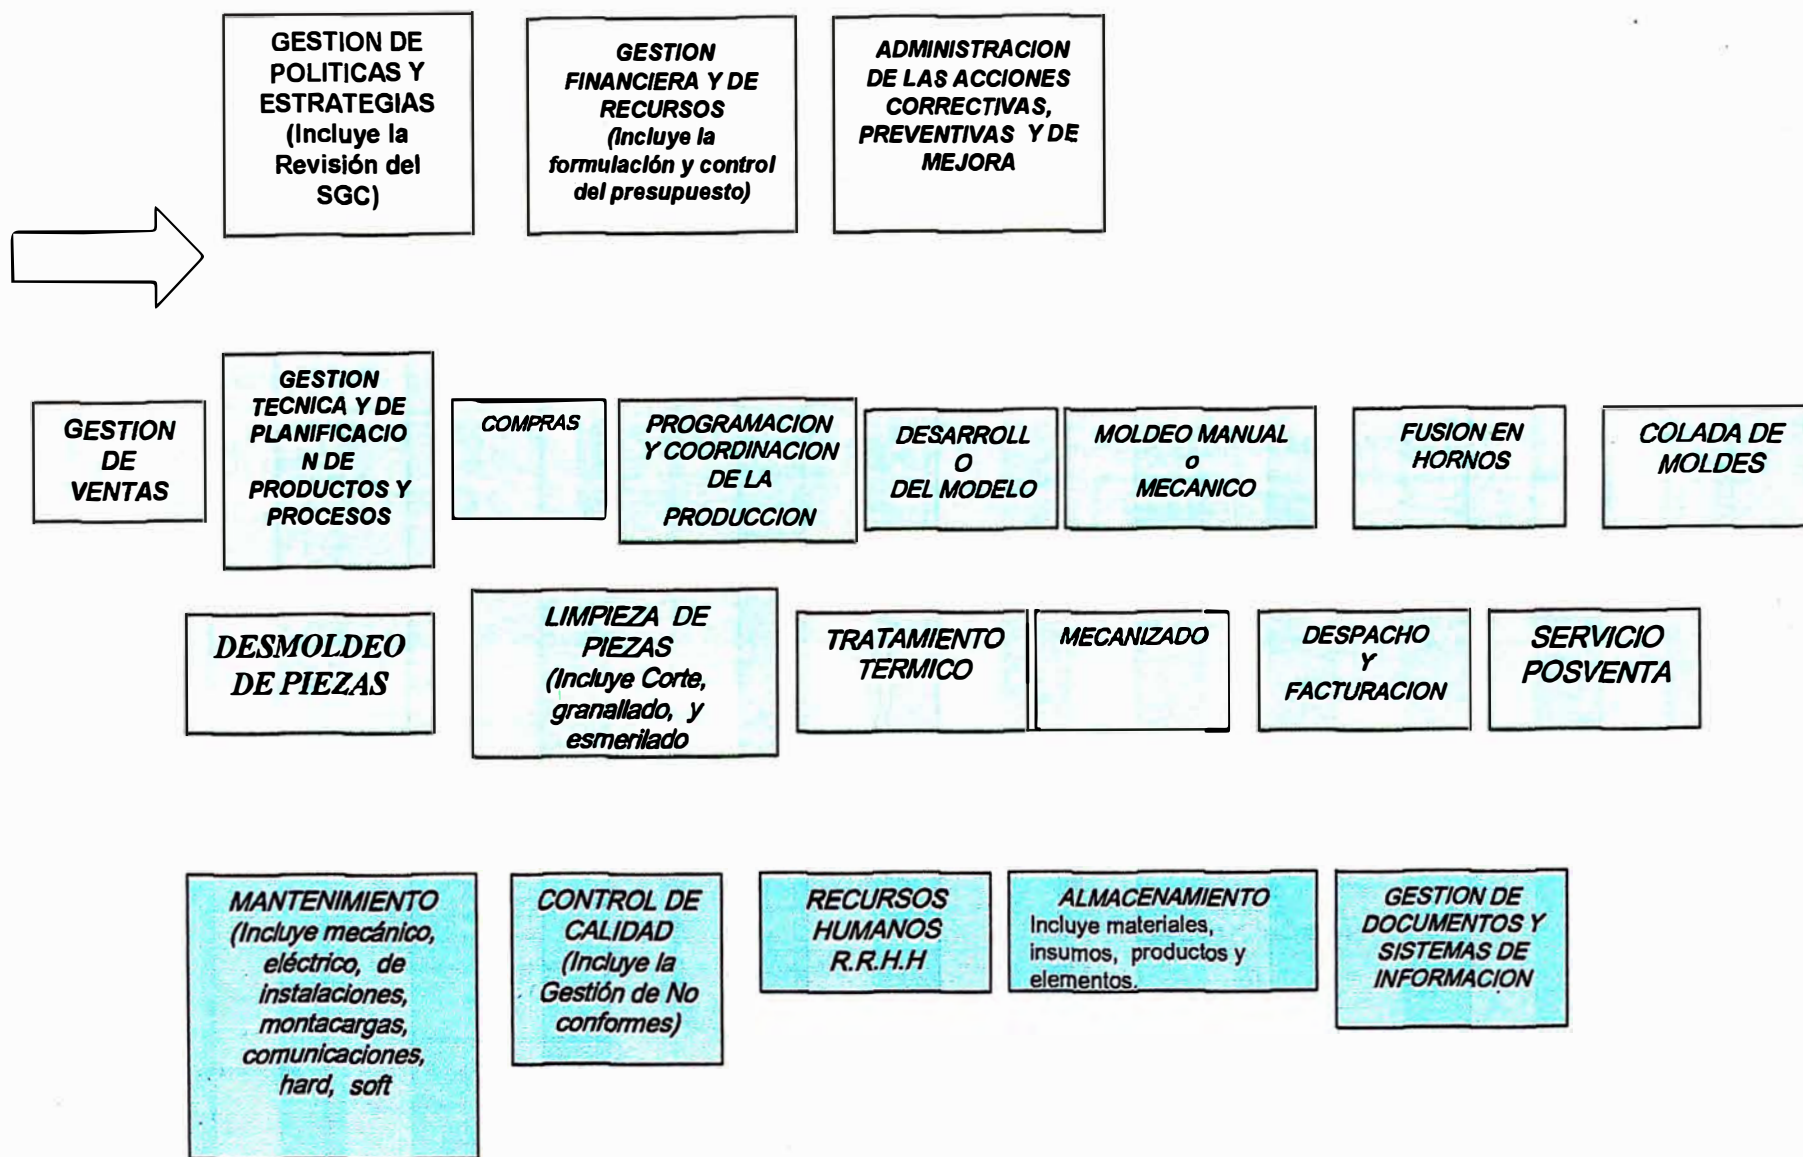 GESTION DE
POLITICAS Y
ESTRATEGIAS
(Incluye la
Revisión del
SGC)
GESTION
FINANCIERA Y DE
RECURSOS
(Incluye la
formulación y control
del presupuesto)
ADMINISTRACION
DE LAS ACCIONES
CORRECTIVAS,
PREVENTIVAS Y DE
MEJORA
GESTION
DE
VENTAS
GESTION
TECNICA Y DE
PLANIFICACIO
N DE
PRODUCTOS Y
PROCESOS
COMPRAS
PROGRAMACION
Y COORDINACION
DE LA
PRODUCCION
DESARROLL
O
DEL MODELO
MOLDEO MANUAL
o
MECANICO
FUSION EN
HORNOS
COLADA DE
MOLDES
DESMOLDEO
DE PIEZAS
LIMPIEZA DE
PIEZAS
(Incluye Corte,
granallado, y
esmerilado
TRATAMIENTO
TERMICO
MECANIZADO
DESPACHO
Y
FACTURACION
SERVICIO
POSVENTA
MANTENIMIENTO
(Incluye mecánico,
eléctrico, de
instalaciones,
montacargas,
comunicaciones,
hard, soft
CONTROL DE
CALIDAD
(Incluye la
Gestión de No
conformes)
RECURSOS
HUMANOS
R.R.H.H
ALMACENAMIENTO
Incluye materiales,
insumos, productos y
elementos.
GESTION DE
DOCUMENTOS Y
SISTEMAS DE
INFORMACION